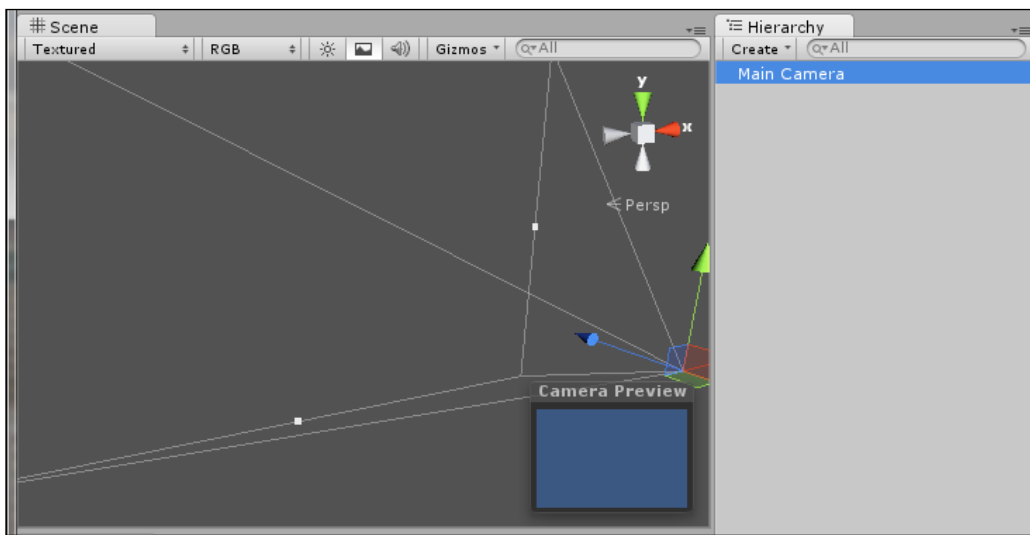 Scene
Textured
RGB
Gizmos
All
y
x
Persp
Camera Preview
Hierarchy
Create
All
Main Camera